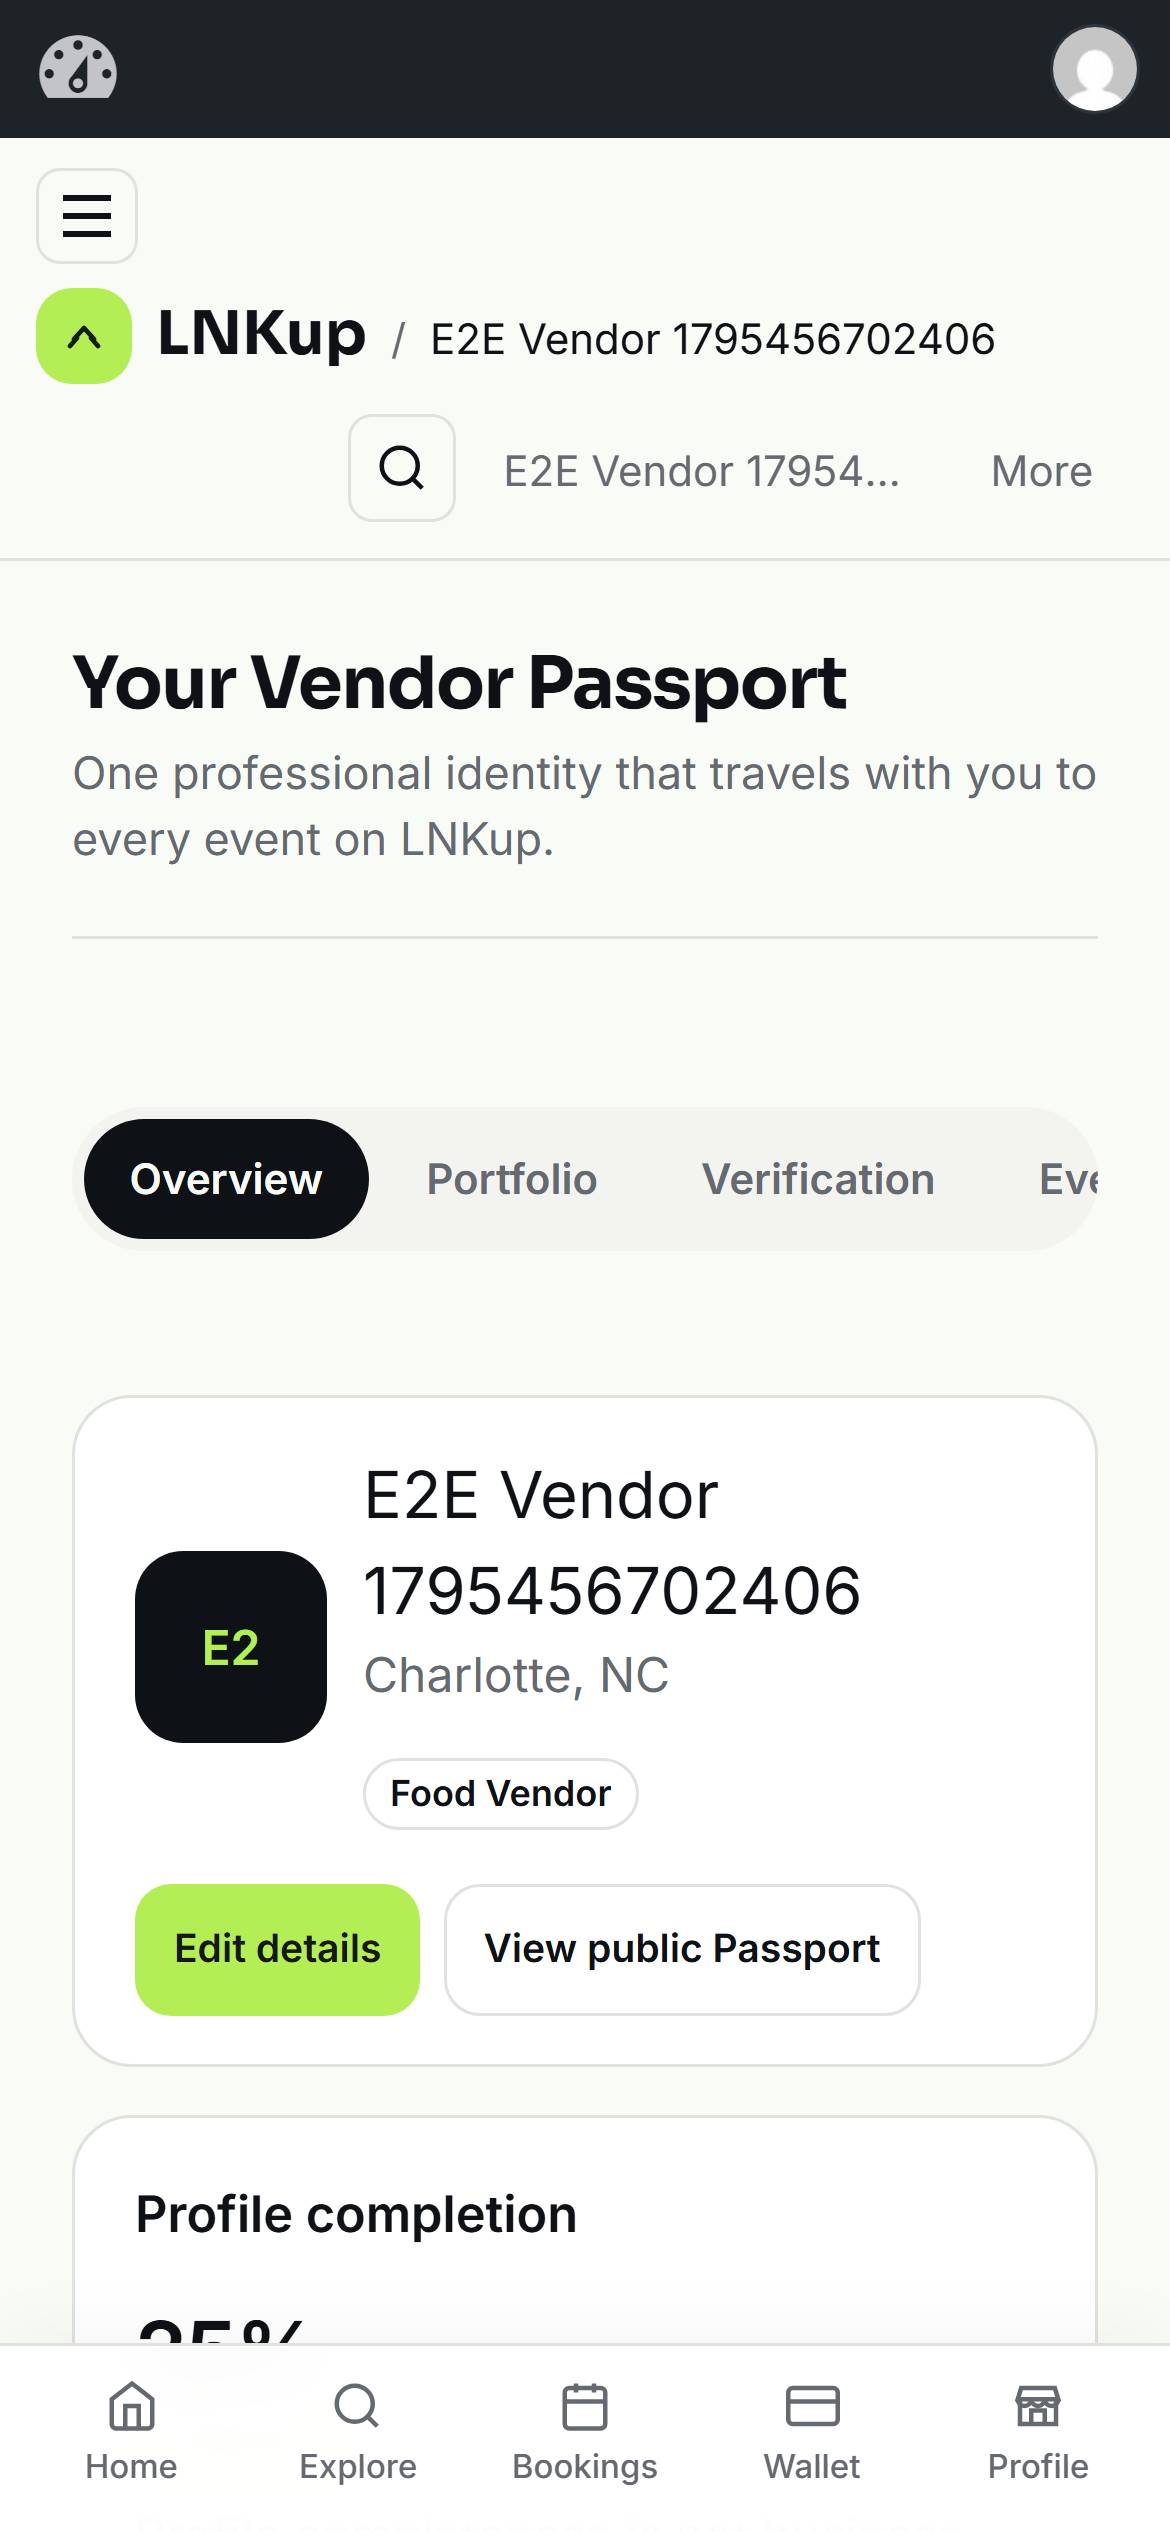 LNKup / E2E Vendor 1795456702406
E2E Vendor 17954... More
Your Vendor Passport
One professional identity that travels with you to
every event on LNKup.
Overview Portfolio Verification Eve
E2E Vendor
1795456702406
E2
Charlotte, NC
Food Vendor
Edit details View public Passport
Profile completion
Home Explore Bookings Wallet Profile